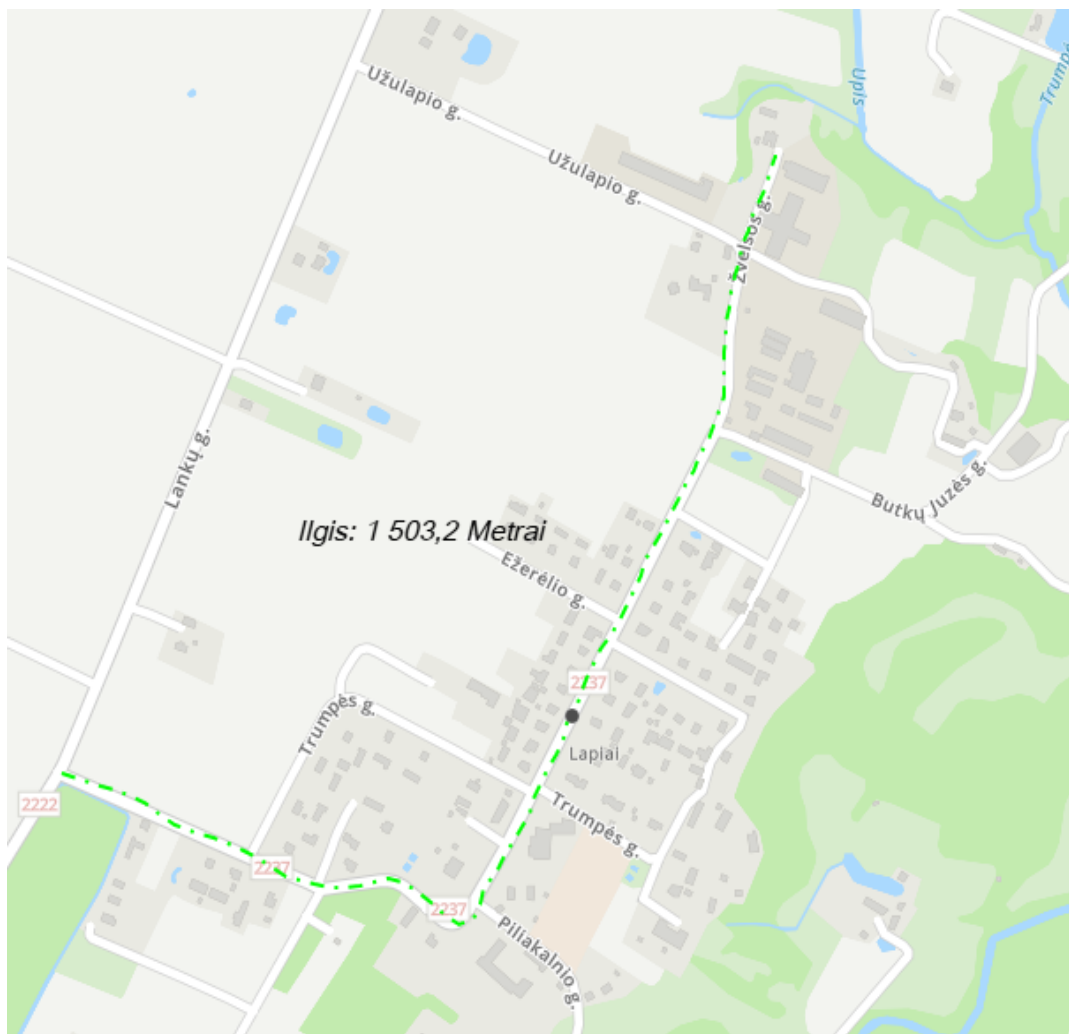 Užulapio g.
Upis
Trumpė
Užulapio g.
Žvelsos g.
Lankų g.
Butkų Juzės g.
Ilgis: 1 503,2 Metrai
Ežerėlio g.
2237
Trumpės g.
Lapiai
2222
Trumpės g.
2237
2237
Piliakalnio g.